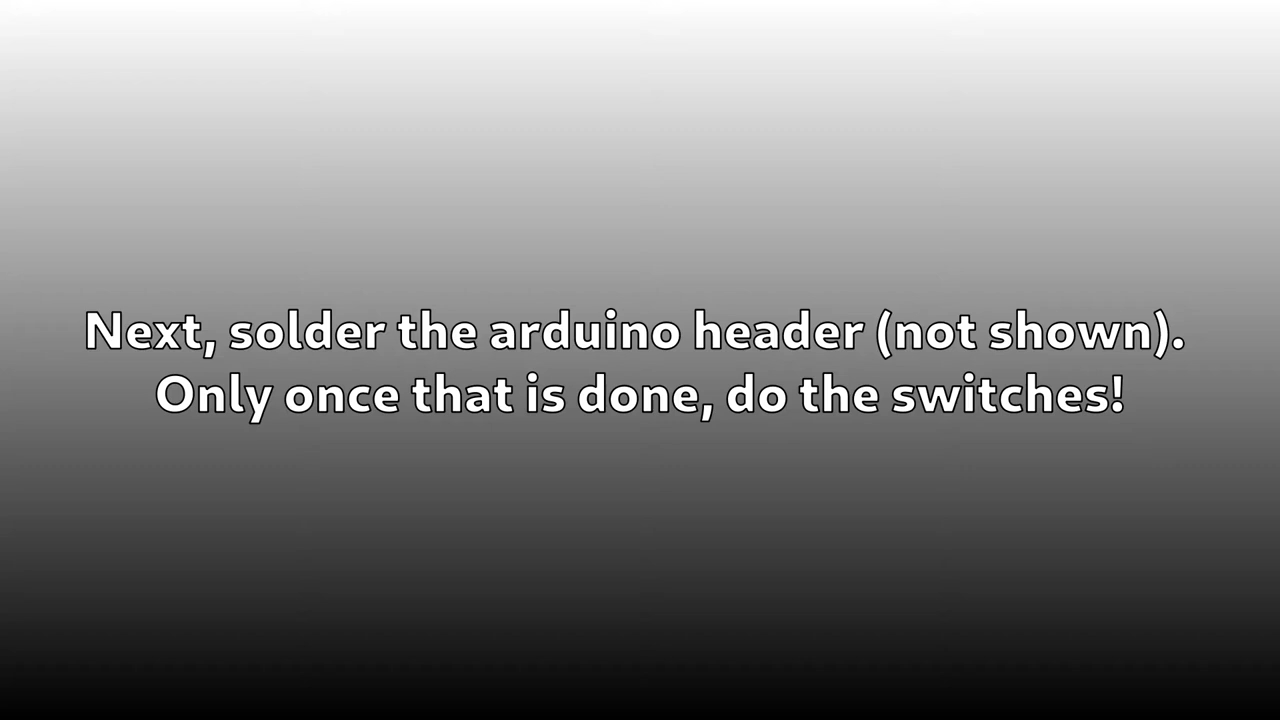 Next, solder the arduino header (not shown).
Only once that is done, do the switches!